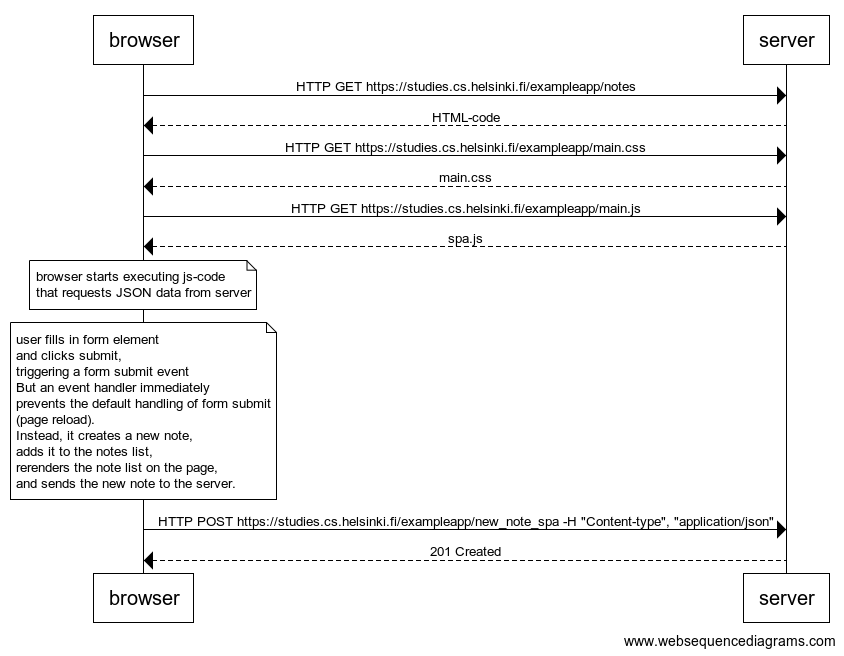 browser
server
HTTP GET https://studies.cs.helsinki.fi/exampleapp/notes
HTML-code
HTTP GET https://studies.cs.helsinki.fi/exampleapp/main.css
main.css
HTTP GET https://studies.cs.helsinki.fi/exampleapp/main.js
spa.js
browser starts executing js-code
that requests JSON data from server
user fills in form element
and clicks submit,
triggering a form submit event
But an event handler immediately
prevents the default handling of form submit
(page reload).
Instead, it creates a new note,
adds it to the notes list,
rerenders the note list on the page,
and sends the new note to the server.
HTTP POST https://studies.cs.helsinki.fi/exampleapp/new_note_spa -H "Content-type", "application/json"
201 Created
browser
server
www.websequencediagrams.com